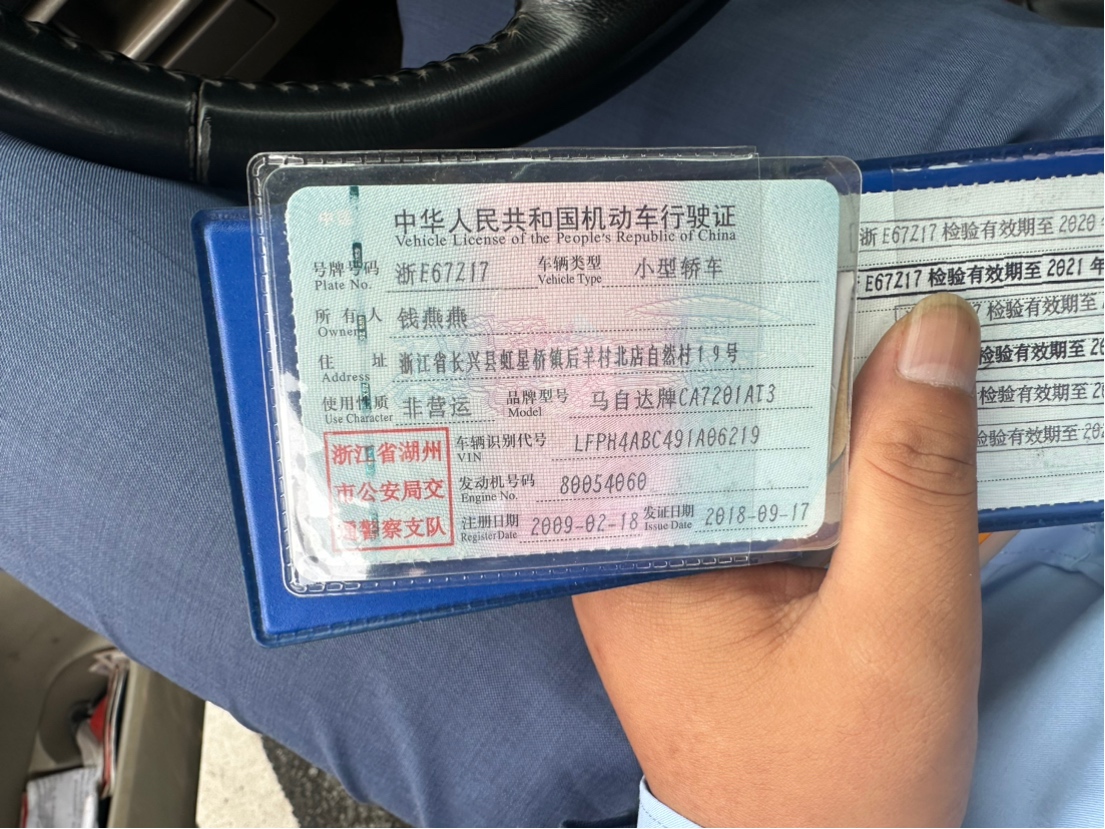 中华人民共和国机动车行驶证
Vehicle License of the People's Republic of China
号牌号码 浙E67Z17 车辆类型 小型轿车
Plate No. Vehicle Type
所有人 钱燕燕
Owner
住址 浙江省长兴县虹星桥镇后羊村北店自然村19号
Address
使用性质 非营运 品牌型号 马自达牌CA7201AT3
Use Character Model
浙江省湖州
市公安局交
通警察支队
车辆识别代号 LFPH4ABC491A06219
VIN
发动机号码 80054060
Engine No.
注册日期 2009-02-18 发证日期 2018-09-17
Register Date Issue Date
浙E67Z17 检验有效期至 2020
E67Z17 检验有效期至 2021 年
检验有效期至
检验有效期至 20
检验有效期至 20
检验有效期至 20